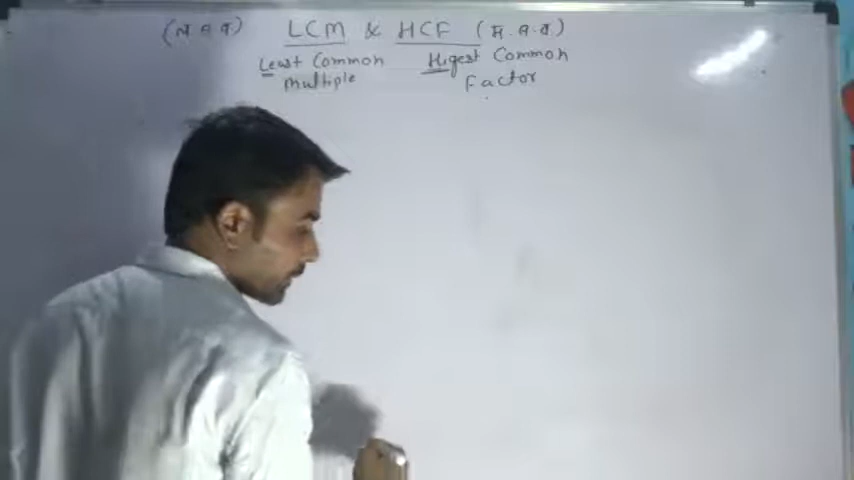 (ल.स.व) LCM & HCF (म.स.व)
Least Common Higest Common
Multiple Factor